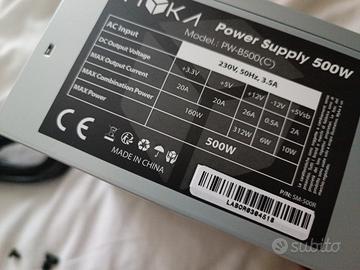 Power Supply 500W
Model.: PW-B500(C)
AC Input
230V, 50Hz, 3.5A
DC Output Voltage
+3.3V +5V +12V -12V +5Vsb
MAX Output Current
20A 20A 26A 0.5A 2A
MAX Combination Power
160W 312W 6W 10W
MAX Power
500W
CE
MADE IN CHINA
LABOR0304518
P/N: SM-500R
subito